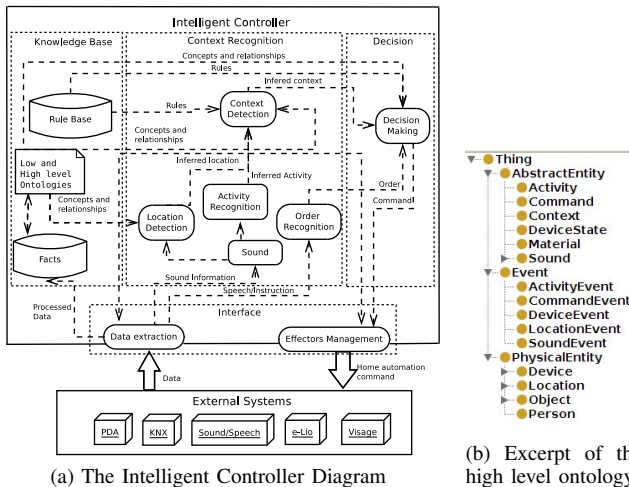 Intelligent Controller
Knowledge Base
Context Recognition
Decision
Concepts and relationships
Rules
Infered context
Rule Base
Rules
Context
Detection
Decision
Making
Concepts and
relationships
Low and
High level
Ontologies
Inferred location
Inferred Activity
Order
Command
Concepts and
relationships
Activity
Recognition
Location
Detection
Order
Recognition
Facts
Sound
Sound Information
Speech/Instruction
Processed
Data
Interface
Data extraction
Effectors Management
Data
Home automation
command
External Systems
PDA
KNX
Sound/Speech
e-Lio
Visage
(a) The Intelligent Controller Diagram
Thing
AbstractEntity
Activity
Command
Context
DeviceState
Material
Sound
Event
ActivityEvent
CommandEvent
DeviceEvent
LocationEvent
SoundEvent
PhysicalEntity
Device
Location
Object
Person
(b) Excerpt of th
high level ontology